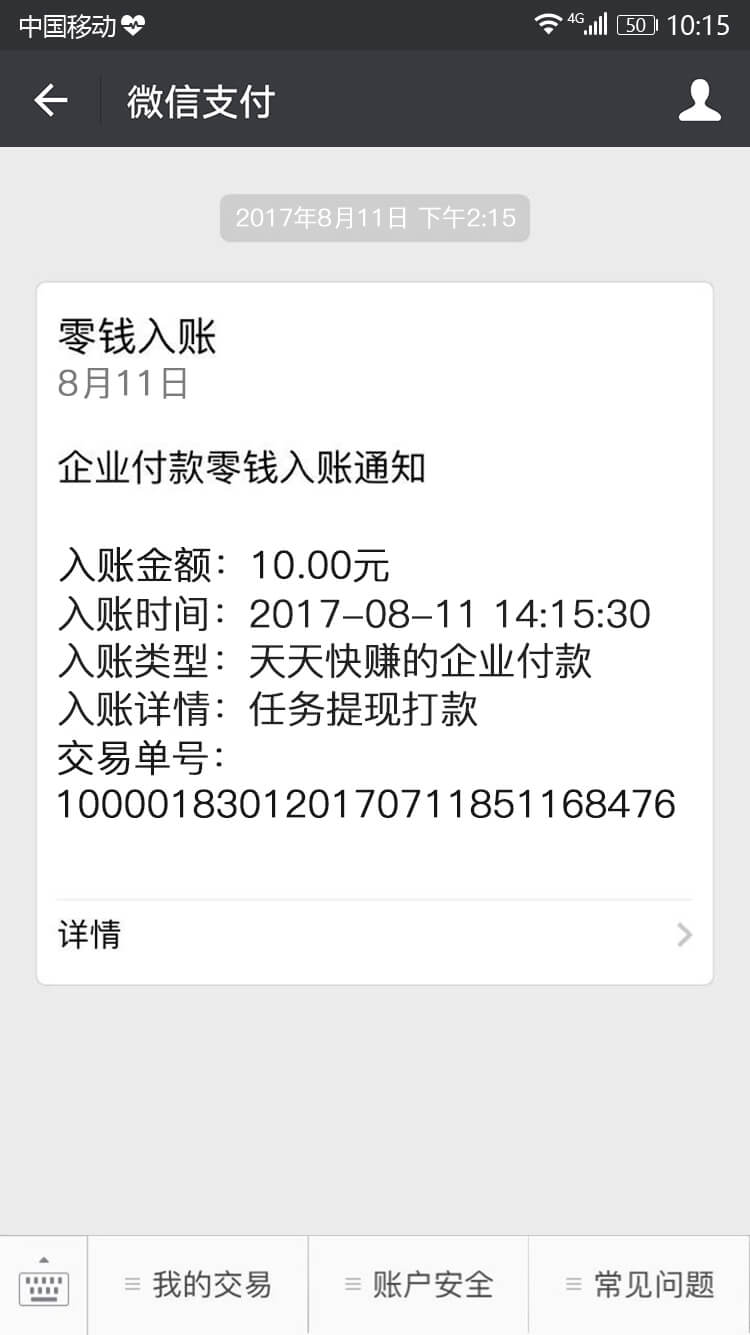 中国移动
4G 50 10:15
微信支付
2017年8月11日 下午2:15
零钱入账
8月11日
企业付款零钱入账通知
入账金额：10.00元
入账时间：2017-08-11 14:15:30
入账类型：天天快赚的企业付款
入账详情：任务提现打款
交易单号：
100001830120170711851168476
详情
我的交易
账户安全
常见问题